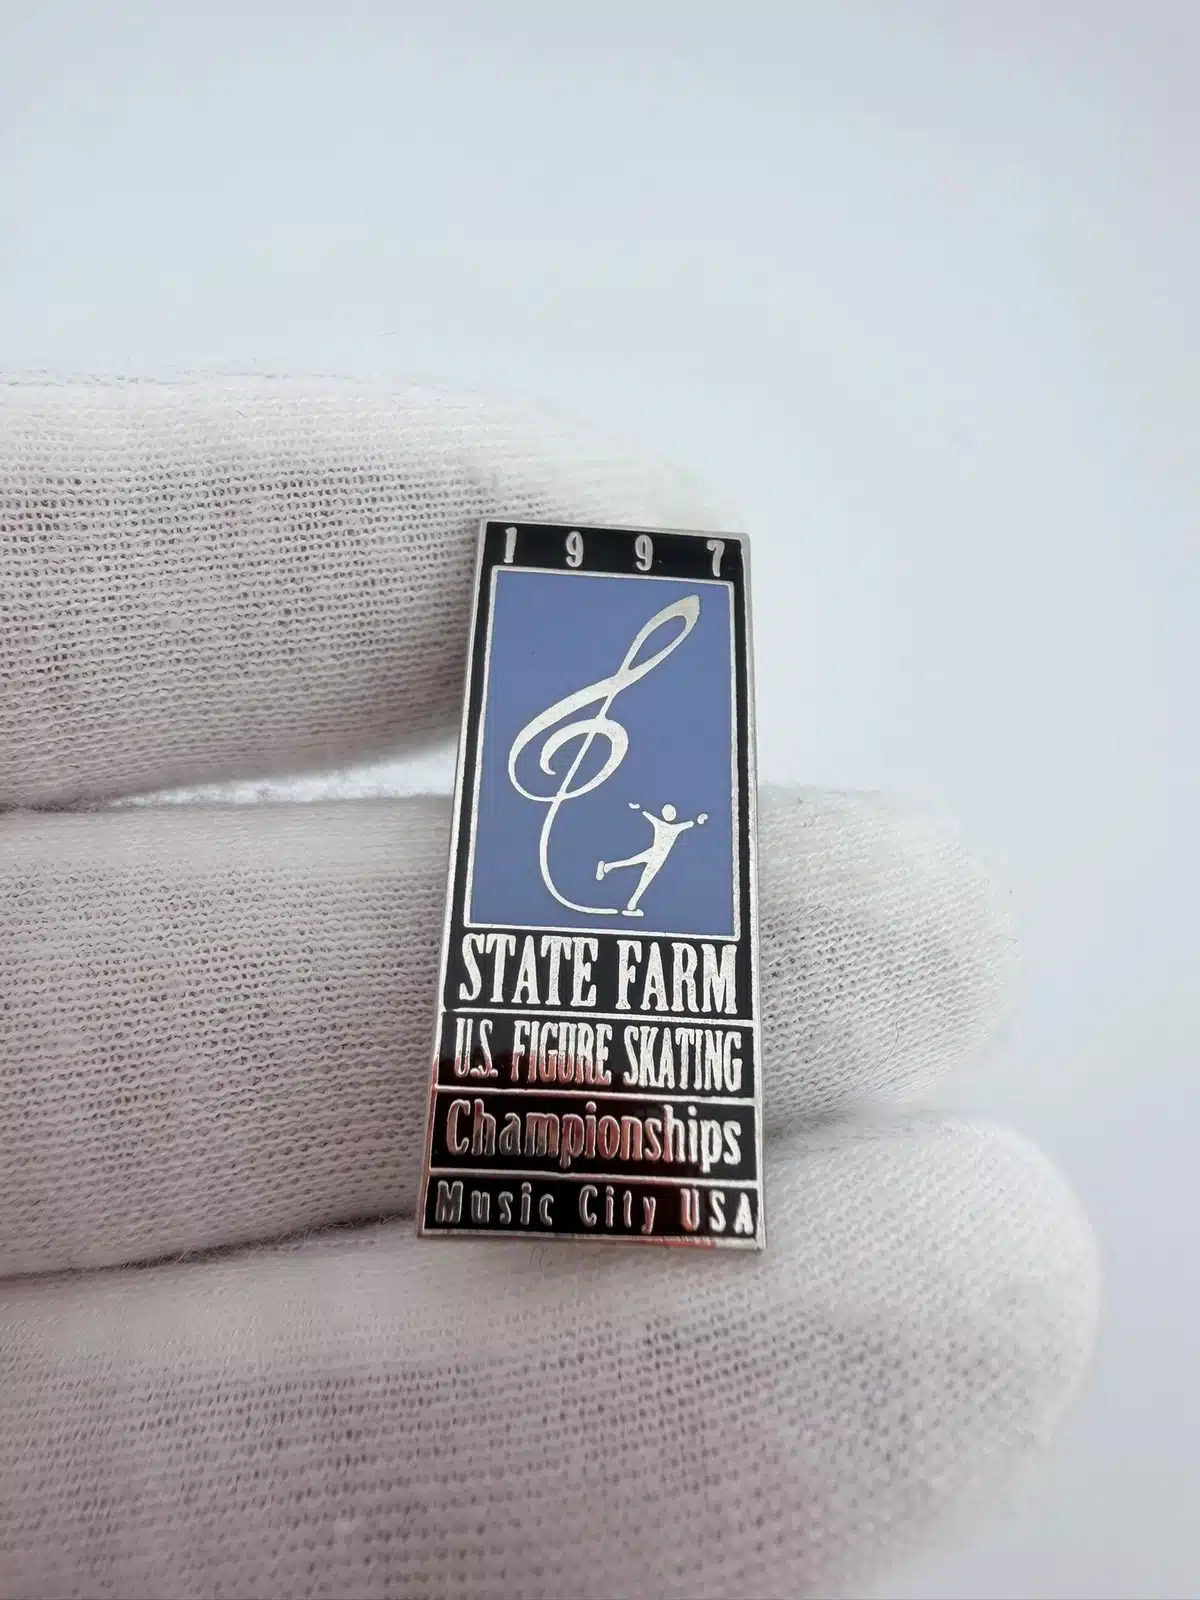 1997
STATE FARM
U.S. FIGURE SKATING
Championships
Music City USA